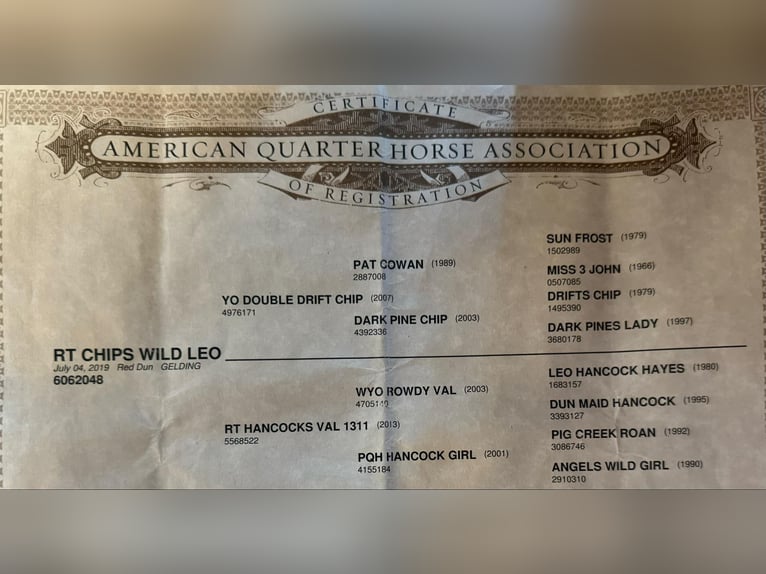 CERTIFICATE
AMERICAN QUARTER HORSE ASSOCIATION
OF REGISTRATION
SUN FROST (1979)
1502989
PAT COWAN (1989)
2887008
MISS 3 JOHN (1966)
0507085
YO DOUBLE DRIFT CHIP (2007)
4976171
DRIFTS CHIP (1979)
1495390
DARK PINE CHIP (2003)
4392336
DARK PINES LADY (1997)
3680178
RT CHIPS WILD LEO
July 04, 2019 Red Dun GELDING
6062048
LEO HANCOCK HAYES (1980)
1683157
WYO ROWDY VAL (2003)
DUN MAID HANCOCK (1995)
3393127
RT HANCOCKS VAL 1311 (2013)
5568522
PIG CREEK ROAN (1992)
3086746
PQH HANCOCK GIRL (2001)
4155184
ANGELS WILD GIRL (1990)
2910310